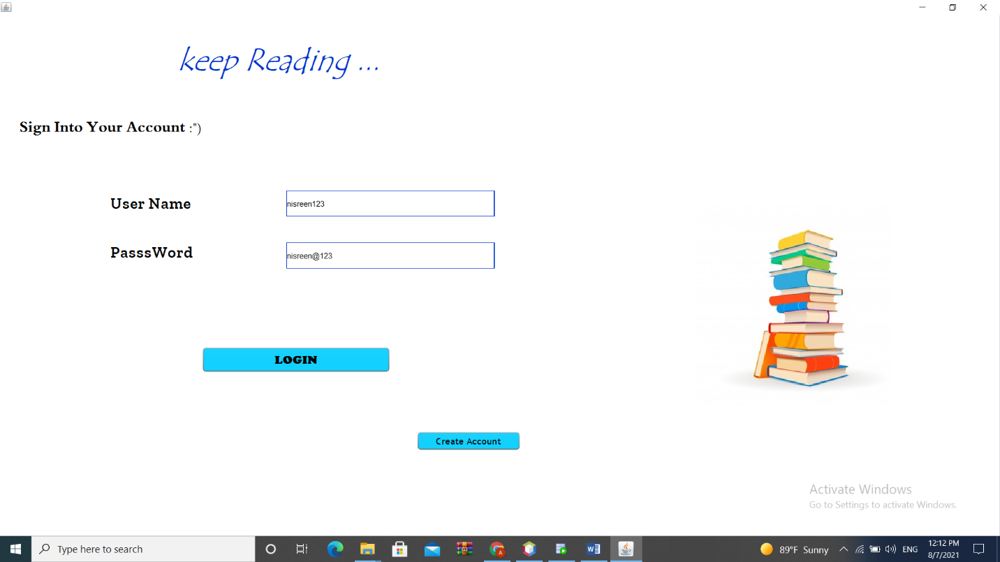 keep Reading ...
Sign Into Your Account :")
User Name
nisreen123
PasssWord
nisreen@123
LOGIN
Create Account
Activate Windows
Go to Settings to activate Windows.
Type here to search
W
A
89°F Sunny
ENG
12:12 PM
8/7/2021